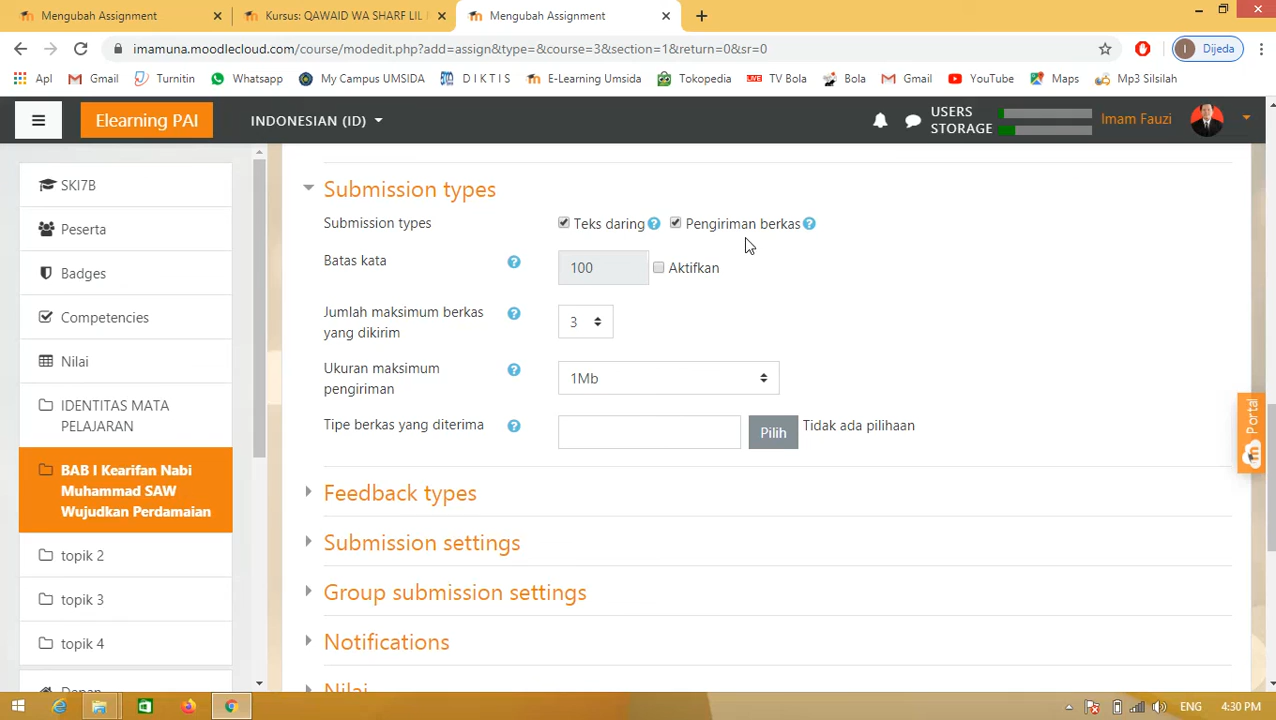 Mengubah Assignment
Kursus: QAWAID WA SHARF LIL
Mengubah Assignment
imamuna.moodlecloud.com/course/modedit.php?add=assign&type=&course=3&section=1&return=0&sr=0
I Dijeda
Apl Gmail Turnitin Whatsapp My Campus UMSIDA D I K T I S E-Learning Umsida Tokopedia LIVE TV Bola Bola Gmail YouTube Maps Mp3 Silsilah
Elearning PAI
INDONESIAN (ID)
USERS
STORAGE
Imam Fauzi
SKI7B
Peserta
Badges
Competencies
Nilai
IDENTITAS MATA
PELAJARAN
BAB I Kearifan Nabi
Muhammad SAW
Wujudkan Perdamaian
topik 2
topik 3
topik 4
Depan
Submission types
Submission types Teks daring Pengiriman berkas
Batas kata 100 Aktifkan
Jumlah maksimum berkas
yang dikirim
3
Ukuran maksimum
pengiriman
1Mb
Tipe berkas yang diterima Pilih Tidak ada pilihaan
Feedback types
Submission settings
Group submission settings
Notifications
Nilai
Portal
ENG 4:30 PM